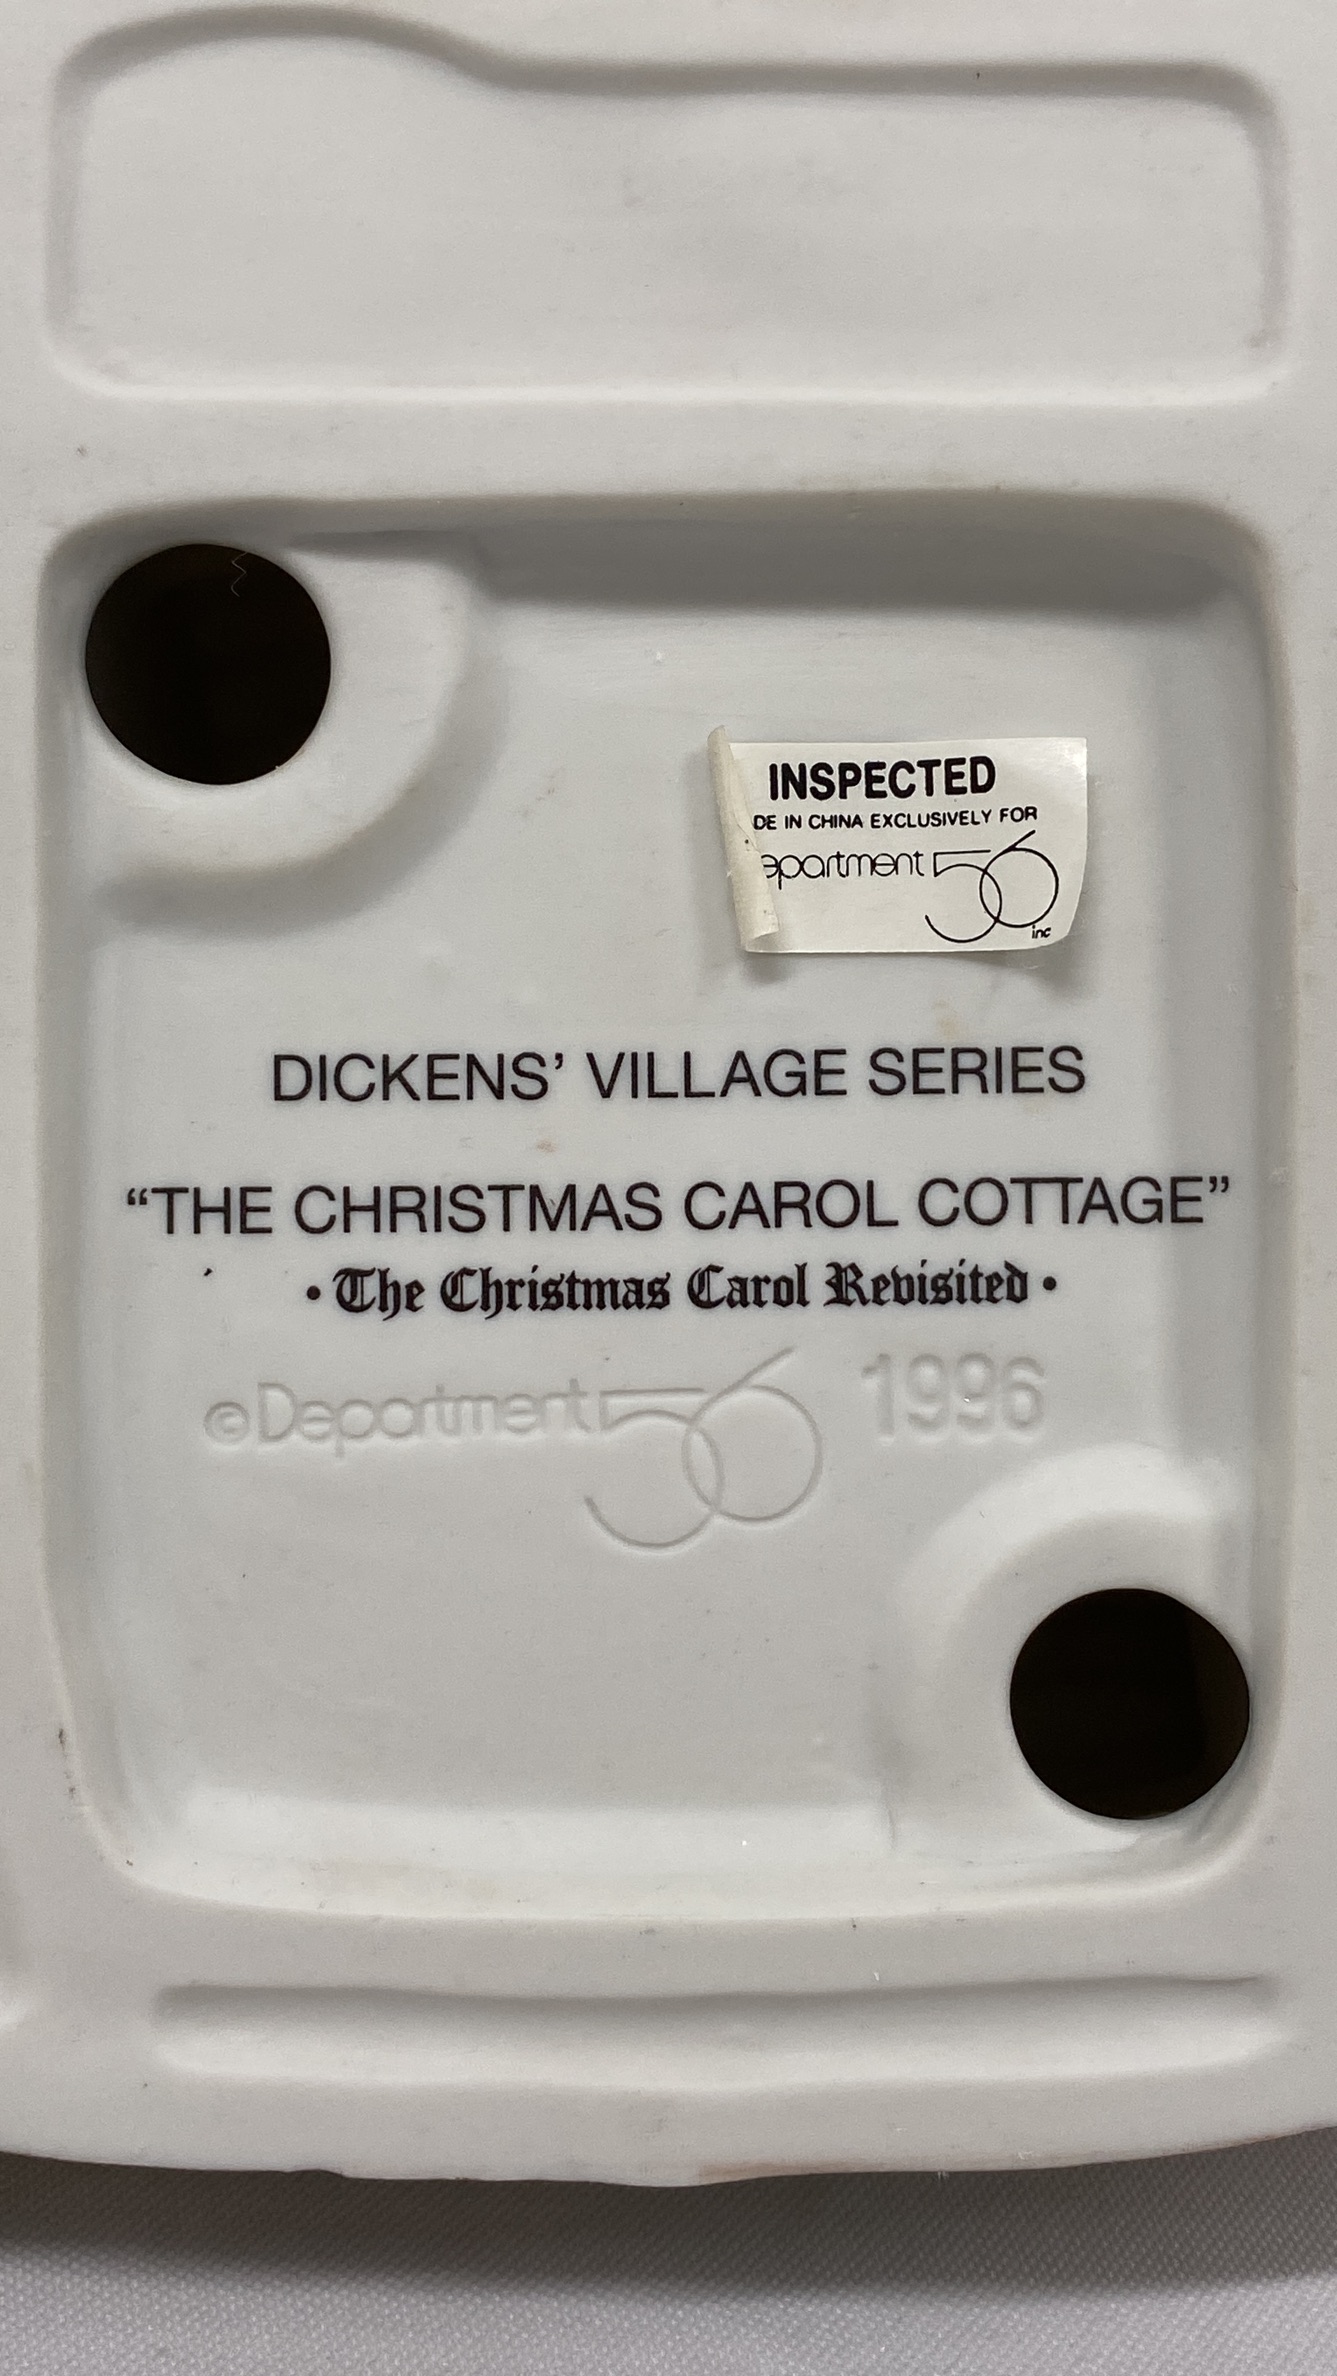 INSPECTED
DE IN CHINA EXCLUSIVELY FOR
epartment 56
inc
DICKENS' VILLAGE SERIES
“THE CHRISTMAS CAROL COTTAGE”
• The Christmas Carol Revisited •
©Department 56 1996